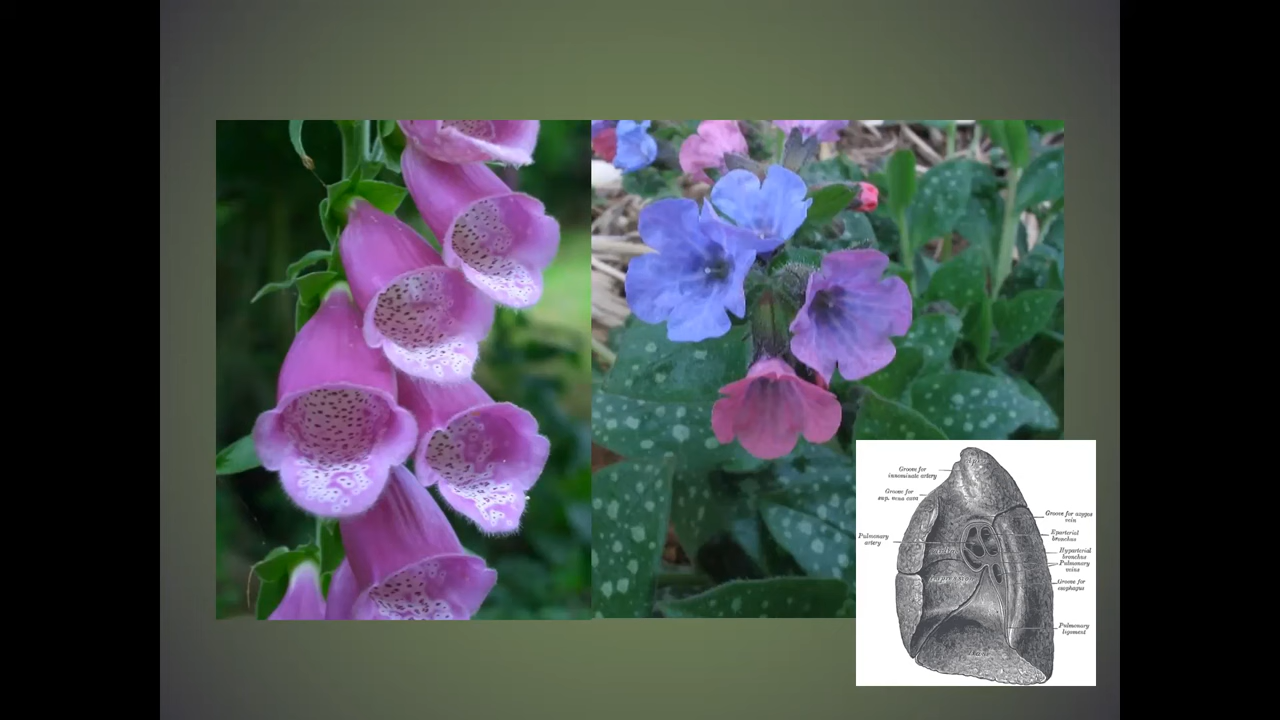 Groove for
innominate artery
Groove for
sup. vena cava
Pulmonary
artery
Groove for azygos
vein
Eparterial
bronchus
Hyparterial
bronchus
Pulmonary
veins
Groove for
esophagus
Pulmonary
ligament